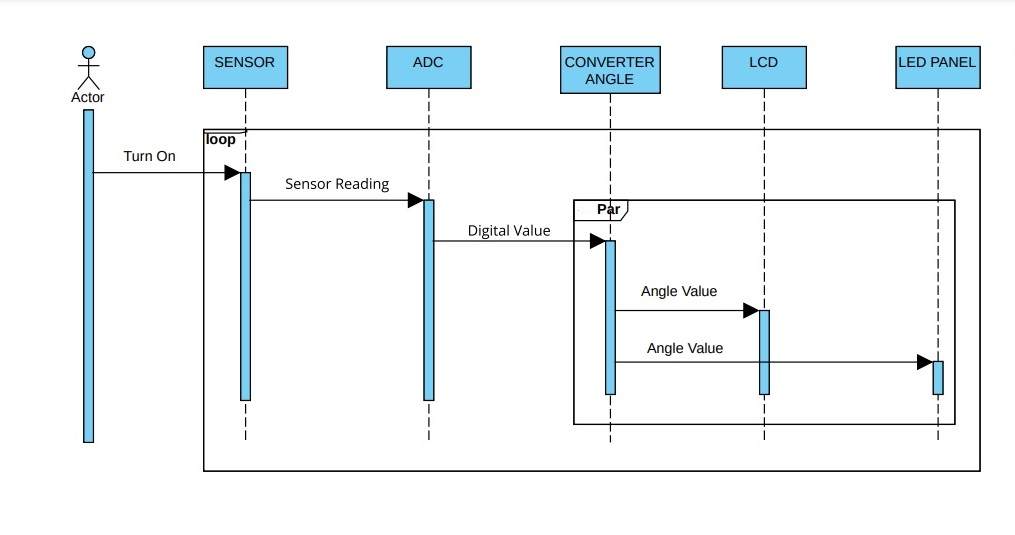 Actor
SENSOR
ADC
CONVERTER
ANGLE
LCD
LED PANEL
loop
Turn On
Sensor Reading
Par
Digital Value
Angle Value
Angle Value